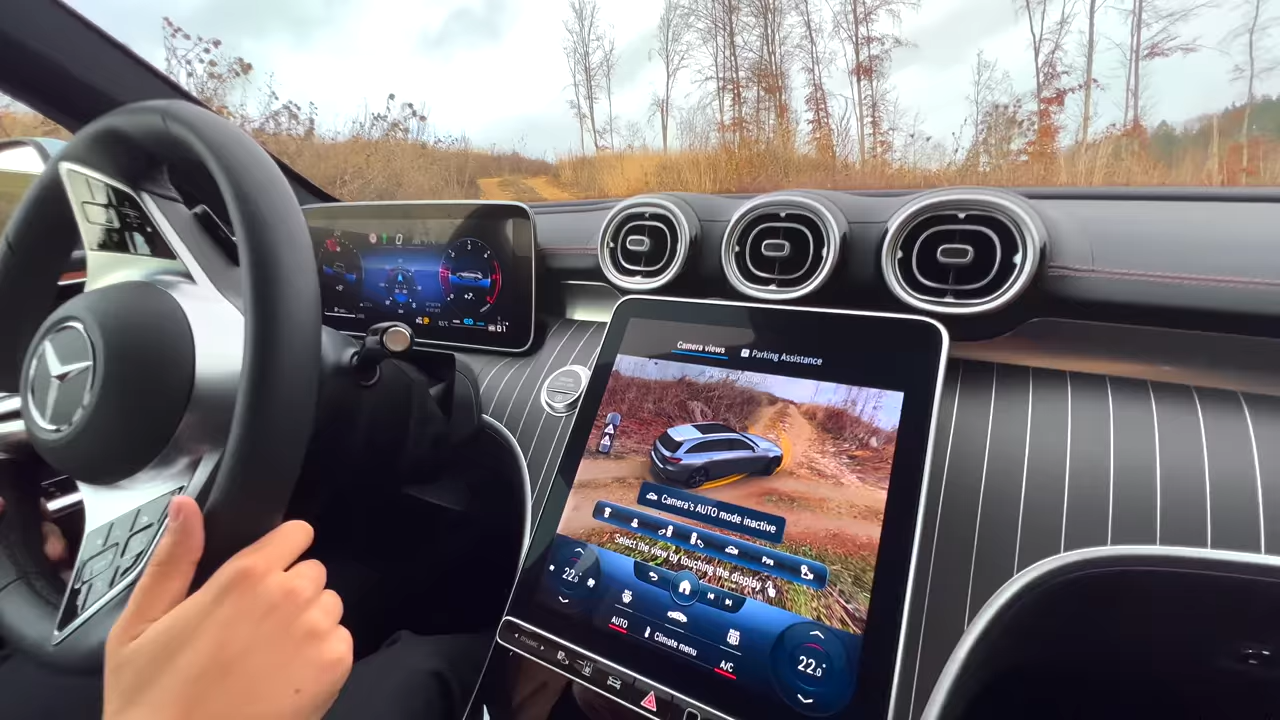 Camera views
P Parking Assistance
Camera's AUTO mode inactive
Select the view by touching the display
22.0°
AUTO
Climate menu
A/C
22.0°
DYNAMIC